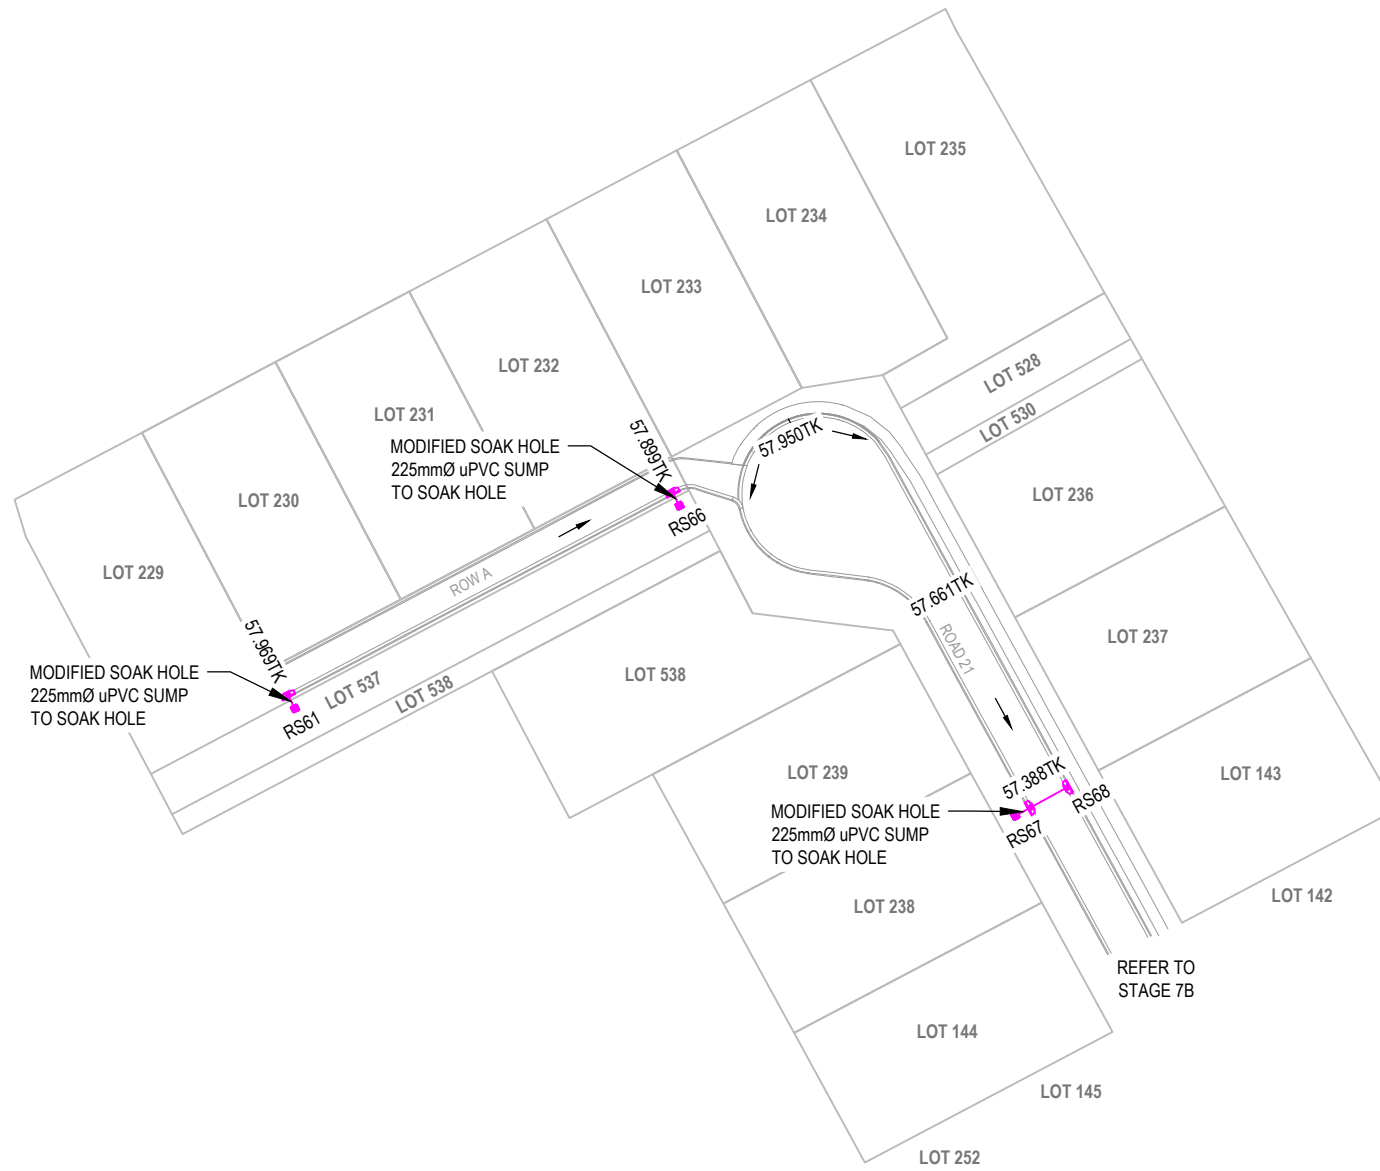 LOT 235
LOT 234
LOT 233
LOT 232
LOT 231
LOT 230
LOT 229
LOT 528
LOT 530
LOT 236
LOT 237
LOT 143
LOT 142
MODIFIED SOAK HOLE
225mmØ uPVC SUMP
TO SOAK HOLE
57.899TK
RS66
57.950TK
ROW A
57.969TK
MODIFIED SOAK HOLE
225mmØ uPVC SUMP
TO SOAK HOLE
RS61
LOT 537
LOT 538
LOT 538
57.661TK
ROAD 21
LOT 239
57.388TK
MODIFIED SOAK HOLE
225mmØ uPVC SUMP
TO SOAK HOLE
RS67
RS68
LOT 238
REFER TO
STAGE 7B
LOT 144
LOT 145
LOT 252